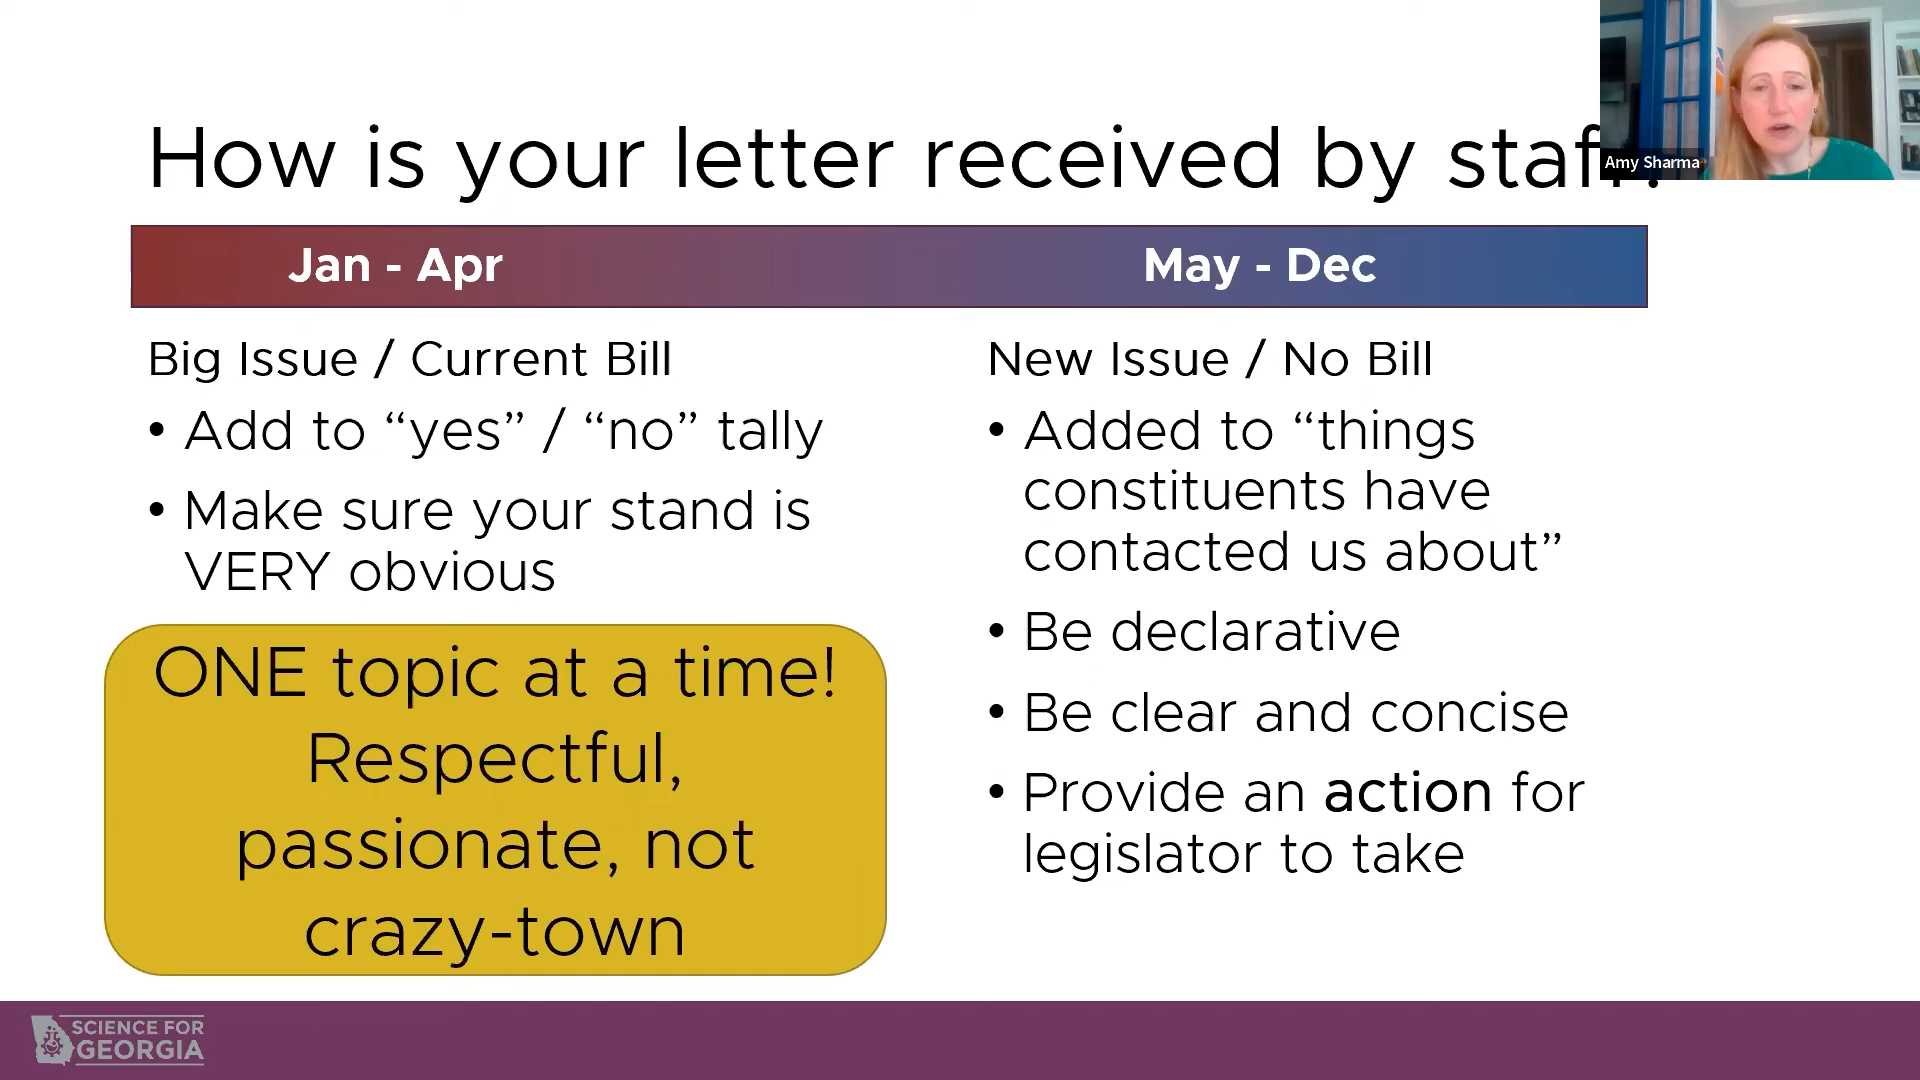 How is your letter received by staff?
Amy Sharma
Jan - Apr
May - Dec
Big Issue / Current Bill
• Add to “yes” / “no” tally
• Make sure your stand is
VERY obvious
ONE topic at a time!
Respectful,
passionate, not
crazy-town
New Issue / No Bill
• Added to “things
constituents have
contacted us about”
• Be declarative
• Be clear and concise
• Provide an action for
legislator to take
SCIENCE FOR
GEORGIA